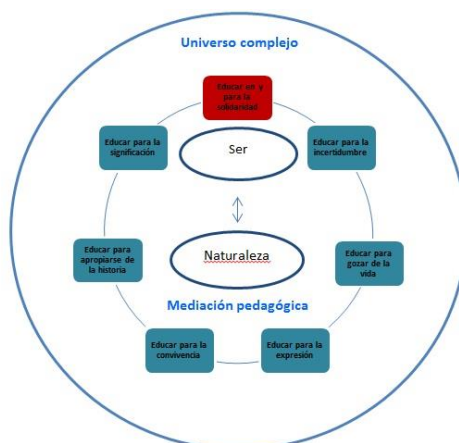 Universo complejo
Educar en y
para la
solidaridad
Educar para la
significación
Ser
Educar para la
incertidumbre
Educar para
apropiarse de
la historia
Naturaleza
Educar para
gozar de la
vida
Mediación pedagógica
Educar para la
convivencia
Educar para la
expresión